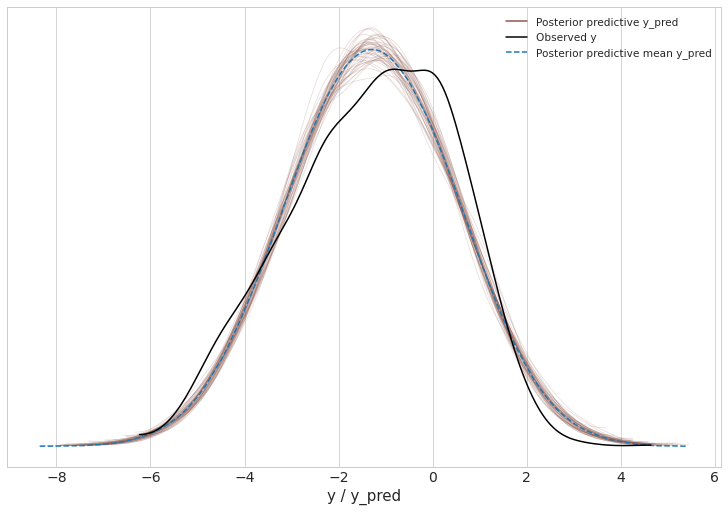 Posterior predictive y_pred
Observed y
Posterior predictive mean y_pred
−8 −6 −4 −2 0 2 4 6
y / y_pred